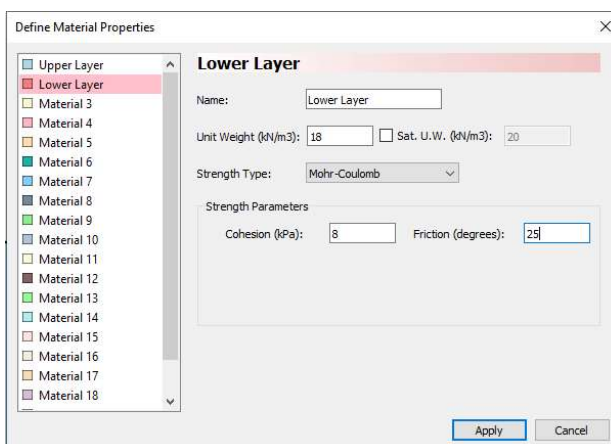 Define Material Properties
Upper Layer
Lower Layer
Material 3
Material 4
Material 5
Material 6
Material 7
Material 8
Material 9
Material 10
Material 11
Material 12
Material 13
Material 14
Material 15
Material 16
Material 17
Material 18
Lower Layer
Name: Lower Layer
Unit Weight (kN/m3): 18 Sat. U.W. (kN/m3): 20
Strength Type: Mohr-Coulomb
Strength Parameters
Cohesion (kPa): 8 Friction (degrees): 25
Apply Cancel